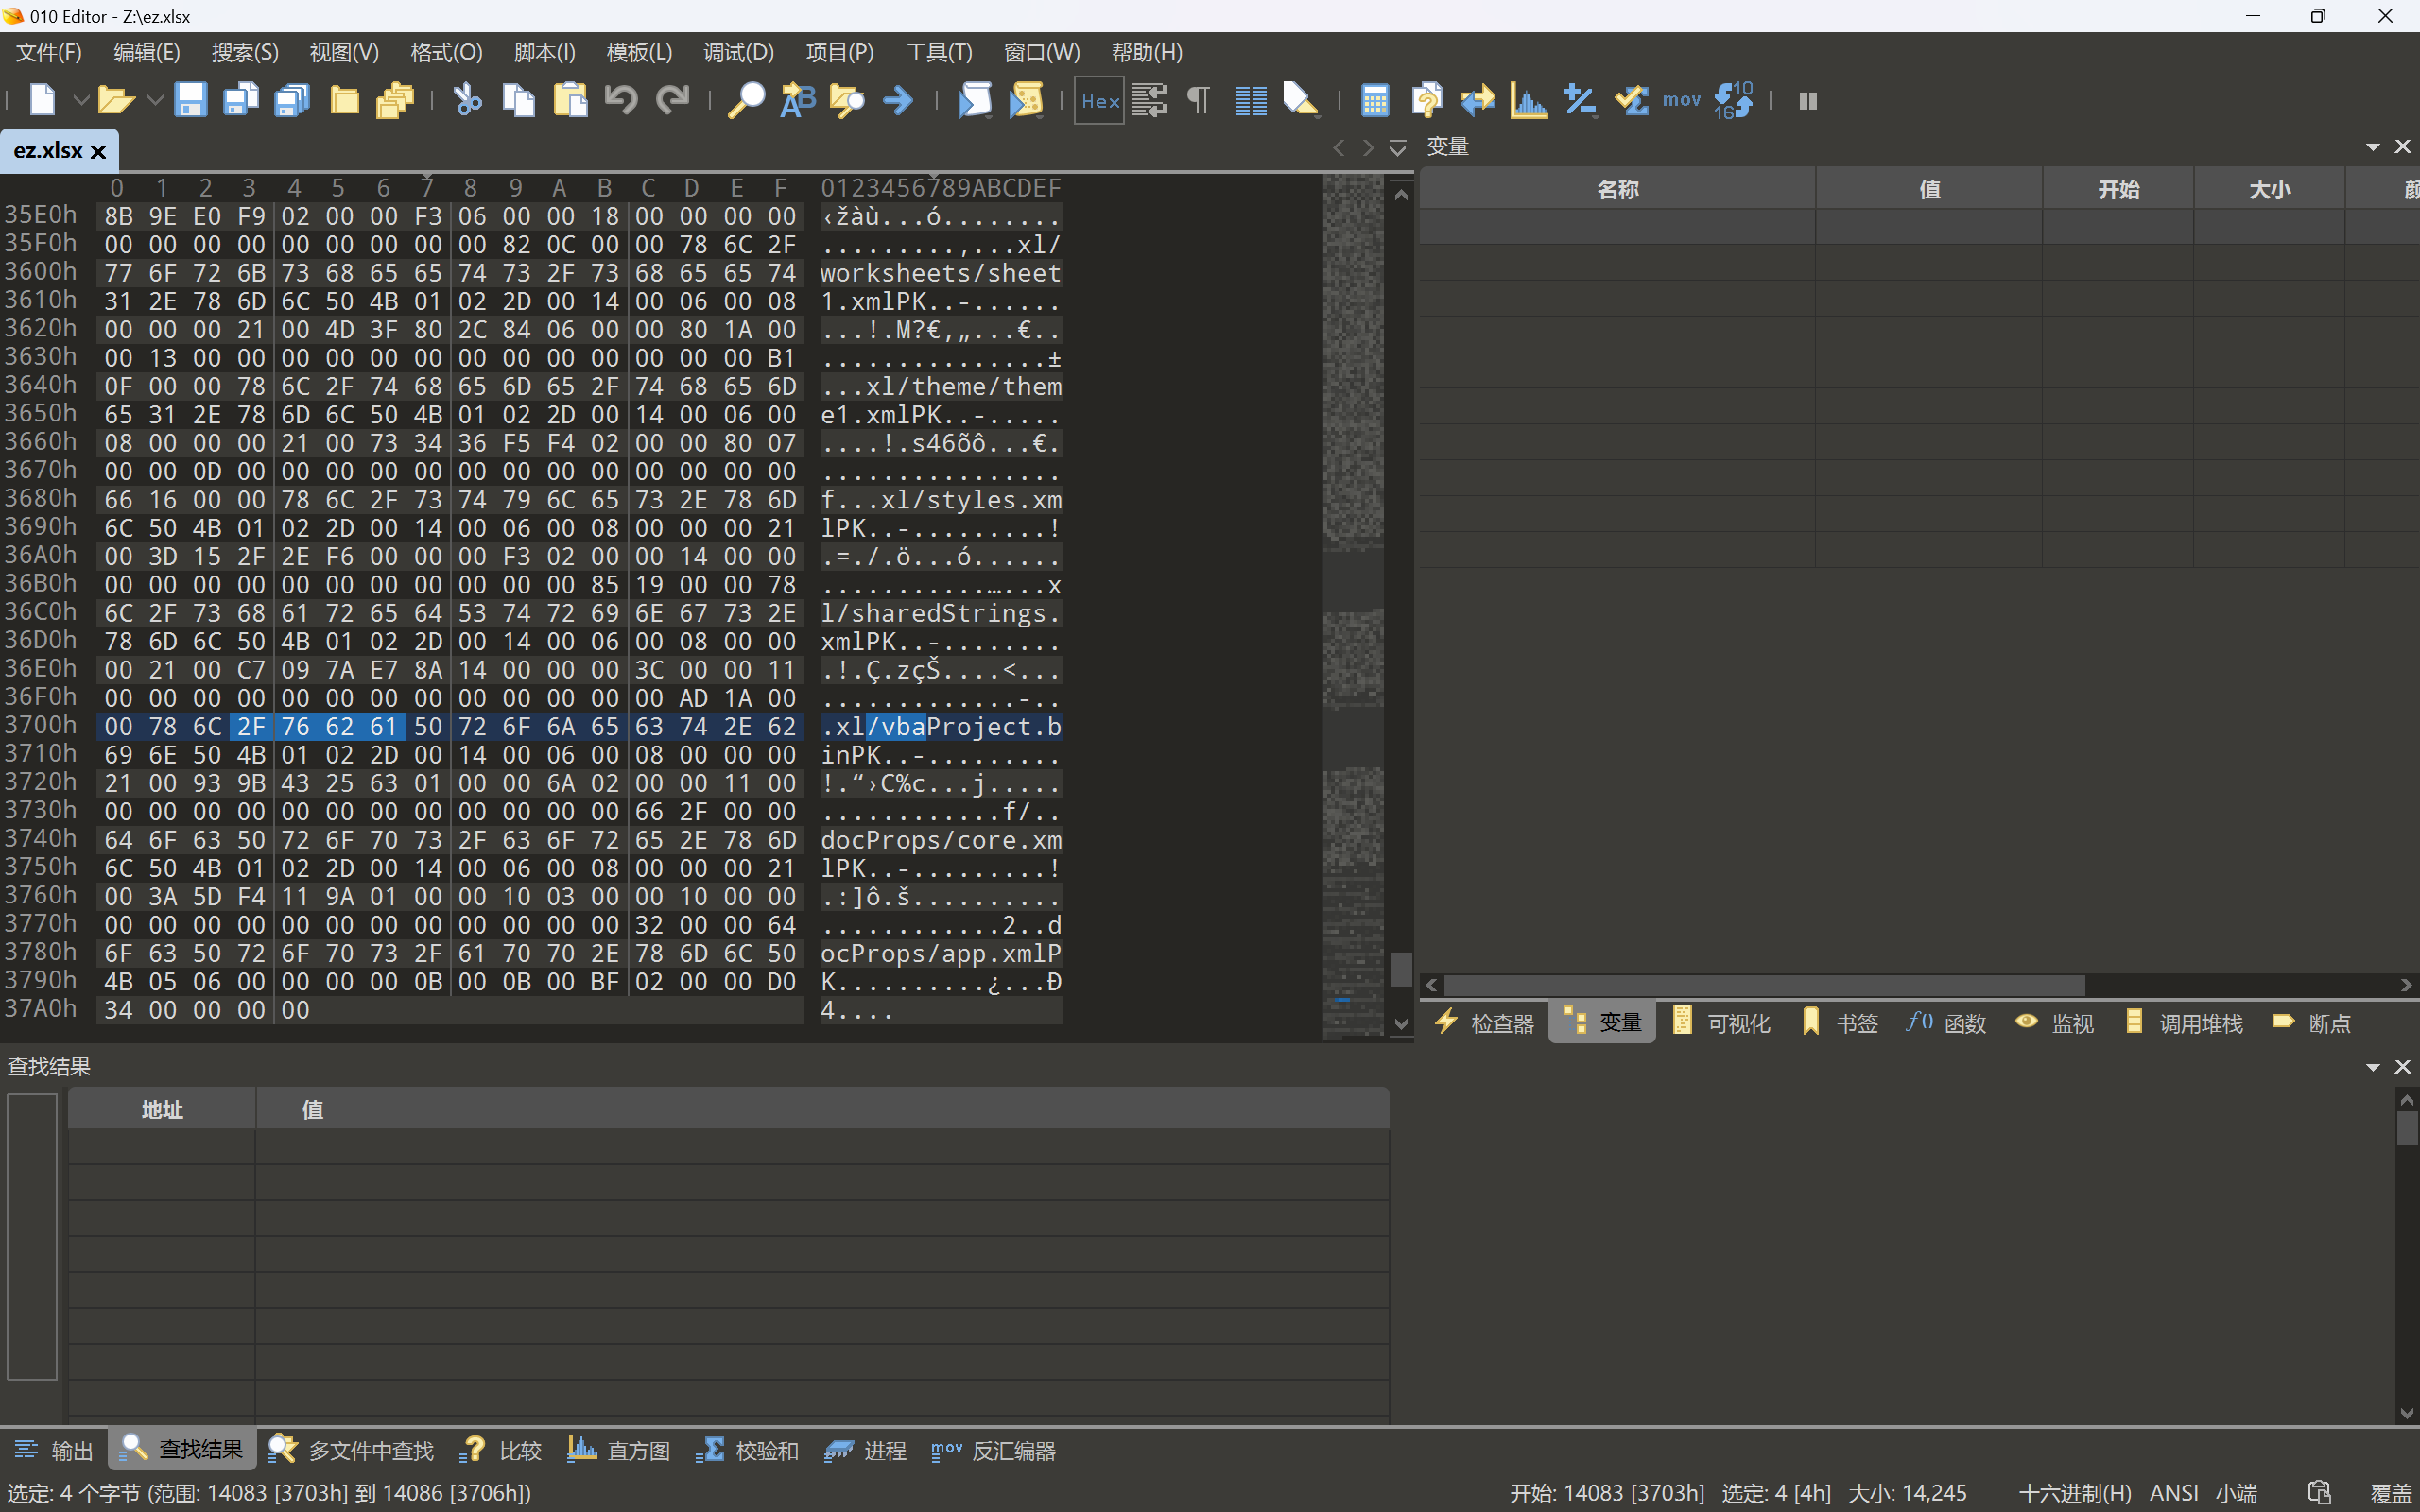 010 Editor - Z:\ez.xlsx
文件(F) 编辑(E) 搜索(S) 视图(V) 格式(O) 脚本(I) 模板(L) 调试(D) 项目(P) 工具(T) 窗口(W) 帮助(H)
Hex mov 10 16
ez.xlsx
变量
0 1 2 3 4 5 6 7 8 9 A B C D E F 0123456789ABCDEF
名称 值 开始 大小 颜
35E0h 8B 9E E0 F9 02 00 00 F3 06 00 00 18 00 00 00 00 ‹žàù...ó........
35F0h 00 00 00 00 00 00 00 00 00 82 0C 00 00 78 6C 2F .........‚...xl/
3600h 77 6F 72 6B 73 68 65 65 74 73 2F 73 68 65 65 74 worksheets/sheet
3610h 31 2E 78 6D 6C 50 4B 01 02 2D 00 14 00 06 00 08 1.xmlPK..-......
3620h 00 00 00 21 00 4D 3F 80 2C 84 06 00 00 80 1A 00 ...!.M?€,„...€..
3630h 00 13 00 00 00 00 00 00 00 00 00 00 00 00 00 B1 ...............±
3640h 0F 00 00 78 6C 2F 74 68 65 6D 65 2F 74 68 65 6D ...xl/theme/them
3650h 65 31 2E 78 6D 6C 50 4B 01 02 2D 00 14 00 06 00 e1.xmlPK..-.....
3660h 08 00 00 00 21 00 73 34 36 F5 F4 02 00 00 80 07 ....!.s46õô...€.
3670h 00 00 0D 00 00 00 00 00 00 00 00 00 00 00 00 00 ................
3680h 66 16 00 00 78 6C 2F 73 74 79 6C 65 73 2E 78 6D f...xl/styles.xm
3690h 6C 50 4B 01 02 2D 00 14 00 06 00 08 00 00 00 21 lPK..-.........!
36A0h 00 3D 15 2F 2E F6 00 00 00 F3 02 00 00 14 00 00 .=./.ö...ó......
36B0h 00 00 00 00 00 00 00 00 00 00 00 85 19 00 00 78 ...........…...x
36C0h 6C 2F 73 68 61 72 65 64 53 74 72 69 6E 67 73 2E l/sharedStrings.
36D0h 78 6D 6C 50 4B 01 02 2D 00 14 00 06 00 08 00 00 xmlPK..-........
36E0h 00 21 00 C7 09 7A E7 8A 14 00 00 00 3C 00 00 11 .!.Ç.zçŠ....<...
36F0h 00 00 00 00 00 00 00 00 00 00 00 00 00 AD 1A 00 .............-..
3700h 00 78 6C 2F 76 62 61 50 72 6F 6A 65 63 74 2E 62 .xl/vbaProject.b
3710h 69 6E 50 4B 01 02 2D 00 14 00 06 00 08 00 00 00 inPK..-.........
3720h 21 00 93 9B 43 25 63 01 00 00 6A 02 00 00 11 00 !.“›C%c...j.....
3730h 00 00 00 00 00 00 00 00 00 00 00 00 66 2F 00 00 ............f/..
3740h 64 6F 63 50 72 6F 70 73 2F 63 6F 72 65 2E 78 6D docProps/core.xm
3750h 6C 50 4B 01 02 2D 00 14 00 06 00 08 00 00 00 21 lPK..-.........!
3760h 00 3A 5D F4 11 9A 01 00 00 10 03 00 00 10 00 00 .:]ô.š..........
3770h 00 00 00 00 00 00 00 00 00 00 00 00 32 00 00 64 ............2..d
3780h 6F 63 50 72 6F 70 73 2F 61 70 70 2E 78 6D 6C 50 ocProps/app.xmlP
3790h 4B 05 06 00 00 00 00 0B 00 0B 00 BF 02 00 00 D0 K..........¿...Ð
37A0h 34 00 00 00 00 4....
检查器 变量 可视化 书签 f() 函数 监视 调用堆栈 断点
查找结果
地址 值
输出 查找结果 多文件中查找 比较 直方图 校验和 进程 mov 反汇编器
选定: 4 个字节 (范围: 14083 [3703h] 到 14086 [3706h]) 开始: 14083 [3703h] 选定: 4 [4h] 大小: 14,245 十六进制(H) ANSI 小端 覆盖